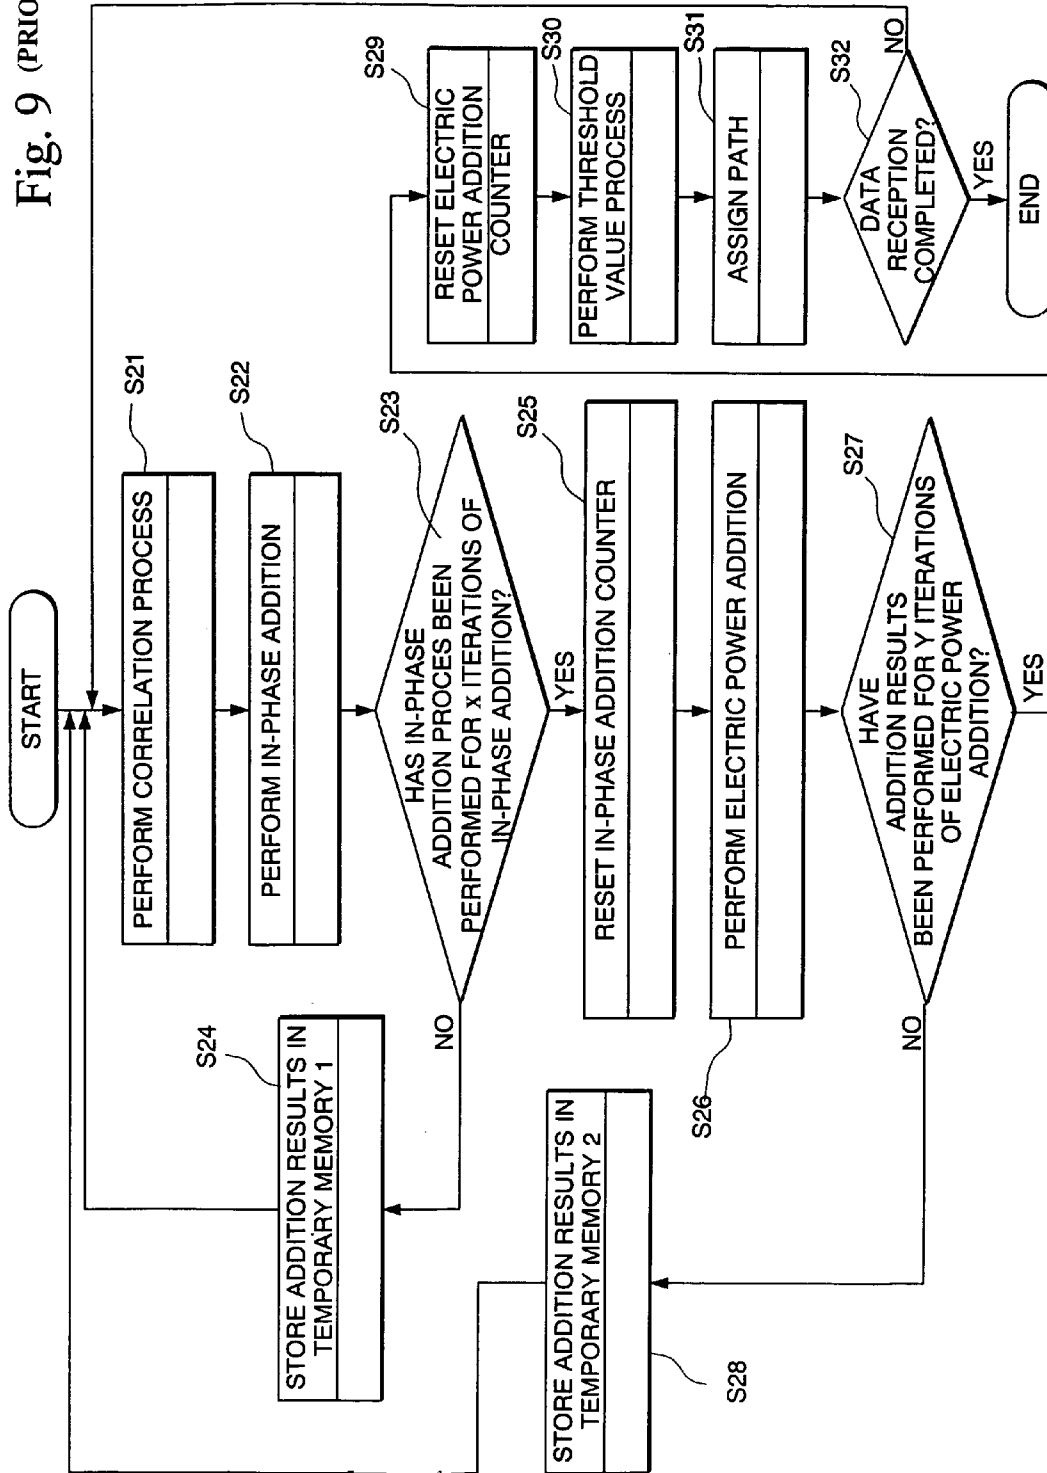 Fig. 9 (PRIO
START
PERFORM CORRELATION PROCESS
S21
PERFORM IN-PHASE ADDITION
S22
HAS IN-PHASE
ADDITION PROCES BEEN
PERFORMED FOR X ITERATIONS OF
IN-PHASE ADDITION?
S23
NO
YES
STORE ADDITION RESULTS IN
TEMPORARY MEMORY 1
S24
RESET IN-PHASE ADDITION COUNTER
S25
PERFORM ELECTRIC POWER ADDITION
S26
HAVE
ADDITION RESULTS
BEEN PERFORMED FOR Y ITERATIONS
OF ELECTRIC POWER
ADDITION?
S27
NO
YES
STORE ADDITION RESULTS IN
TEMPORARY MEMORY 2
S28
RESET ELECTRIC
POWER ADDITION
COUNTER
S29
PERFORM THRESHOLD
VALUE PROCESS
S30
ASSIGN PATH
S31
DATA
RECEPTION
COMPLETED?
S32
NO
YES
END